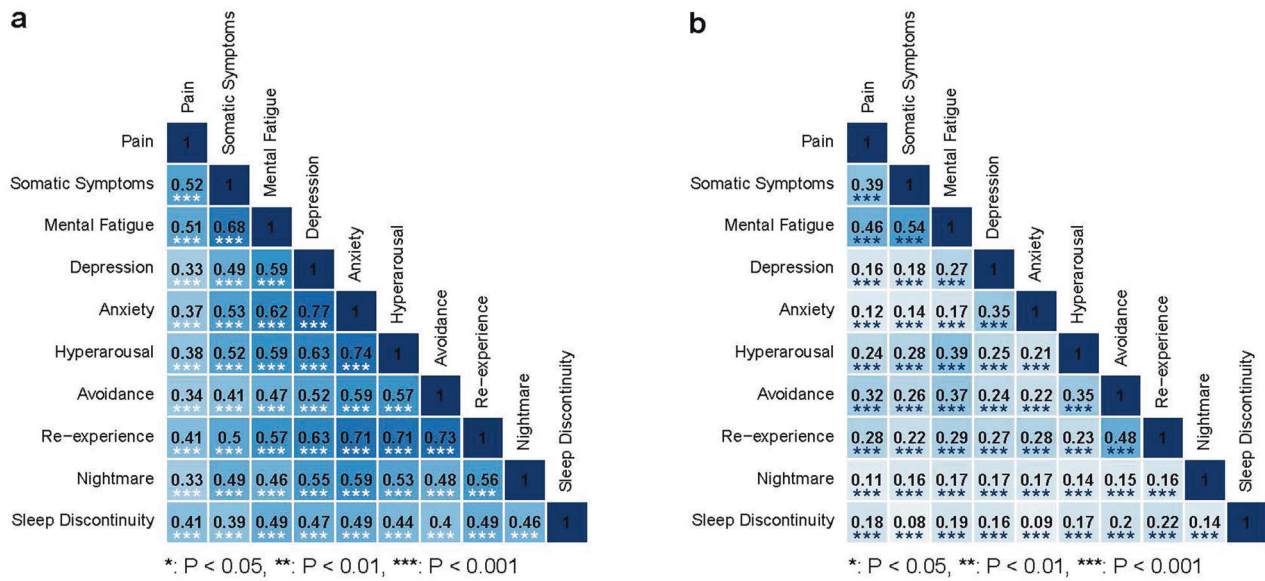 a
Pain
Somatic Symptoms
Mental Fatigue
Depression
Anxiety
Hyperarousal
Avoidance
Re−experience
Nightmare
Sleep Discontinuity
Pain 1
Somatic Symptoms 0.52 1
*** 
Mental Fatigue 0.51 0.68 1
*** ***
Depression 0.33 0.49 0.59 1
*** *** ***
Anxiety 0.37 0.53 0.62 0.77 1
*** *** *** ***
Hyperarousal 0.38 0.52 0.59 0.63 0.74 1
*** *** *** *** ***
Avoidance 0.34 0.41 0.47 0.52 0.59 0.57 1
*** *** *** *** *** ***
Re−experience 0.41 0.5 0.57 0.63 0.71 0.71 0.73 1
*** *** *** *** *** *** ***
Nightmare 0.33 0.49 0.46 0.55 0.59 0.53 0.48 0.56 1
*** *** *** *** *** *** *** ***
Sleep Discontinuity 0.41 0.39 0.49 0.47 0.49 0.44 0.4 0.49 0.46 1
*** *** *** *** *** *** *** *** ***
*: P < 0.05, **: P < 0.01, ***: P < 0.001
b
Pain
Somatic Symptoms
Mental Fatigue
Depression
Anxiety
Hyperarousal
Avoidance
Re−experience
Nightmare
Sleep Discontinuity
Pain 1
Somatic Symptoms 0.39 1
***
Mental Fatigue 0.46 0.54 1
*** ***
Depression 0.16 0.18 0.27 1
*** *** ***
Anxiety 0.12 0.14 0.17 0.35 1
*** *** *** ***
Hyperarousal 0.24 0.28 0.39 0.25 0.21 1
*** *** *** *** ***
Avoidance 0.32 0.26 0.37 0.24 0.22 0.35 1
*** *** *** *** *** ***
Re−experience 0.28 0.22 0.29 0.27 0.28 0.23 0.48 1
*** *** *** *** *** *** ***
Nightmare 0.11 0.16 0.17 0.17 0.17 0.14 0.15 0.16 1
*** *** *** *** *** *** *** ***
Sleep Discontinuity 0.18 0.08 0.19 0.16 0.09 0.17 0.2 0.22 0.14 1
*** *** *** *** *** *** *** *** ***
*: P < 0.05, **: P < 0.01, ***: P < 0.001